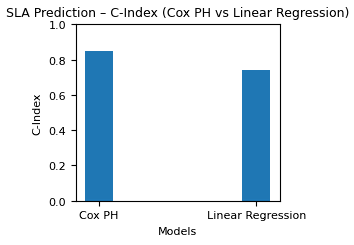 SLA Prediction – C-Index (Cox PH vs Linear Regression)
1.0
0.8
0.6
0.4
0.2
0.0
C-Index
Cox PH
Linear Regression
Models